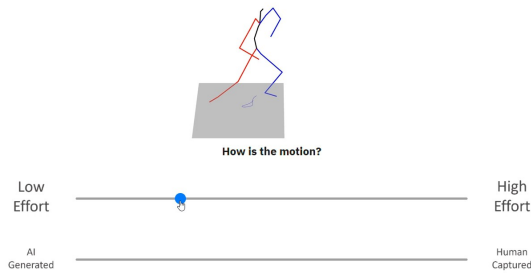 How is the motion?
Low
Effort
High
Effort
AI
Generated
Human
Captured